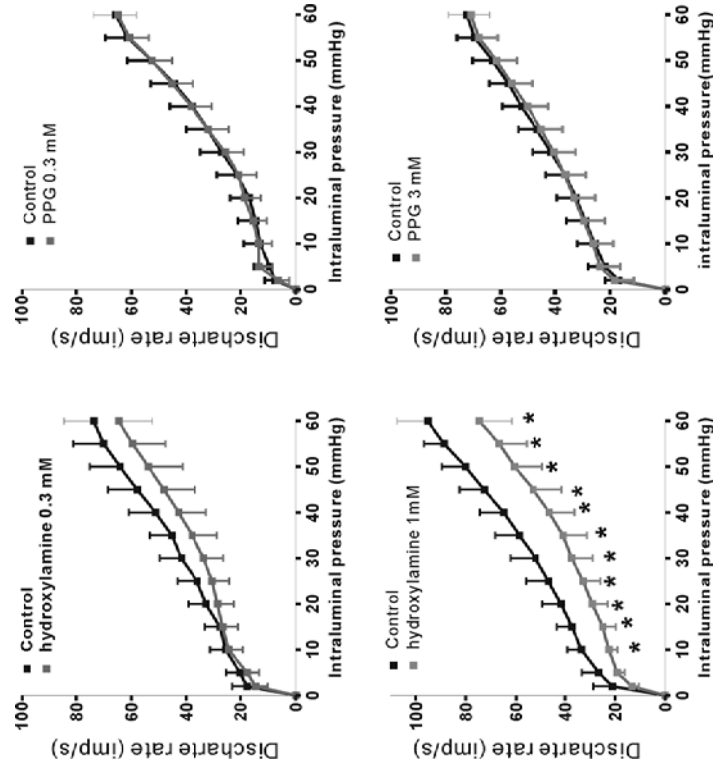 Control
hydroxylamine 0.3 mM
Discharte rate (imp/s)
100
80
60
40
20
0
0 10 20 30 40 50 60
Intraluminal pressure (mmHg)
Control
PPG 0.3 mM
Discharte rate (imp/s)
100
80
60
40
20
0
0 10 20 30 40 50 60
Intraluminal pressure (mmHg)
Control
hydroxylamine 1mM
Discharte rate (imp/s)
100
80
60
40
20
0
* * * * * * * * * * *
0 10 20 30 40 50 60
Intraluminal pressure (mmHg)
Control
PPG 3 mM
Discharte rate (imp/s)
100
80
60
40
20
0
0 10 20 30 40 50 60
intraluminal pressure(mmHg)